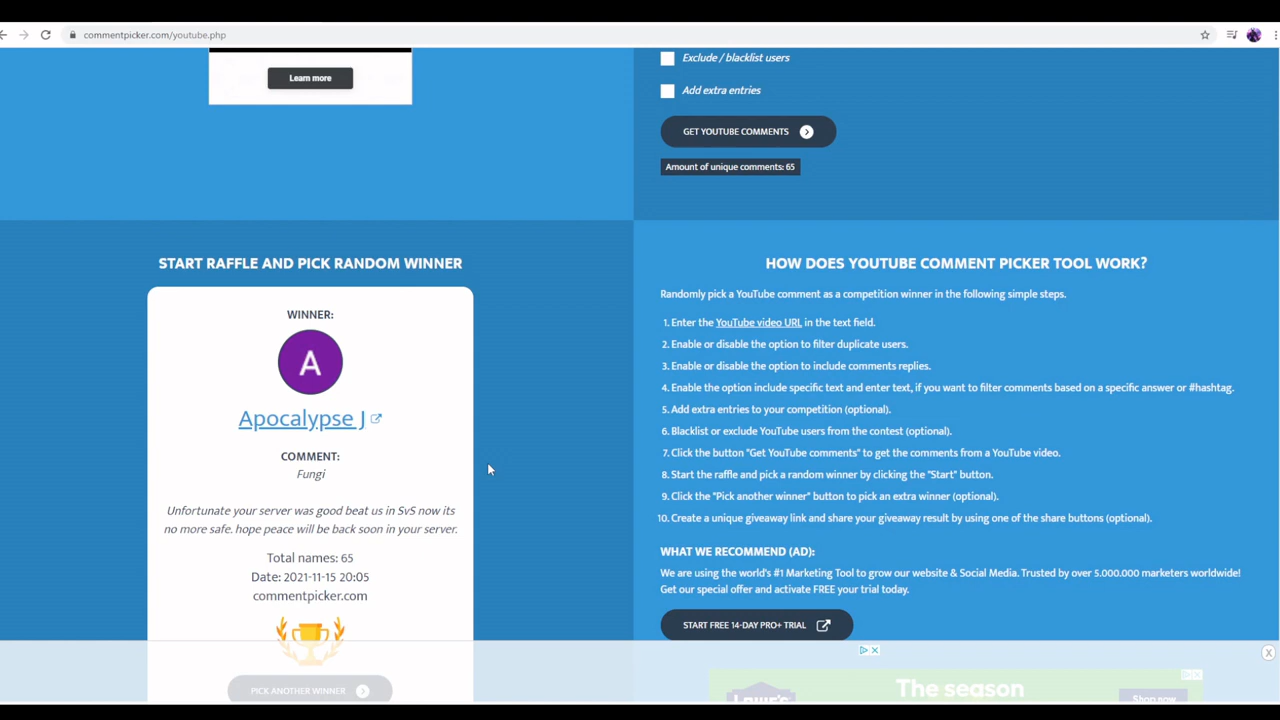 commentpicker.com/youtube.php
Learn more
Exclude / blacklist users
Add extra entries
GET YOUTUBE COMMENTS
Amount of unique comments: 65
START RAFFLE AND PICK RANDOM WINNER
WINNER:
A
Apocalypse J
COMMENT:
Fungi
Unfortunate your server was good beat us in SvS now its
no more safe. hope peace will be back soon in your server.
Total names: 65
Date: 2021-11-15 20:05
commentpicker.com
PICK ANOTHER WINNER
HOW DOES YOUTUBE COMMENT PICKER TOOL WORK?
Randomly pick a YouTube comment as a competition winner in the following simple steps.
1. Enter the YouTube video URL in the text field.
2. Enable or disable the option to filter duplicate users.
3. Enable or disable the option to include comments replies.
4. Enable the option include specific text and enter text, if you want to filter comments based on a specific answer or #hashtag.
5. Add extra entries to your competition (optional).
6. Blacklist or exclude YouTube users from the contest (optional).
7. Click the button "Get YouTube comments" to get the comments from a YouTube video.
8. Start the raffle and pick a random winner by clicking the "Start" button.
9. Click the "Pick another winner" button to pick an extra winner (optional).
10. Create a unique giveaway link and share your giveaway result by using one of the share buttons (optional).
WHAT WE RECOMMEND (AD):
We are using the world's #1 Marketing Tool to grow our website & Social Media. Trusted by over 5.000.000 marketers worldwide!
Get our special offer and activate FREE your trial today.
START FREE 14-DAY PRO+ TRIAL
LOWE'S
The season
Shop now